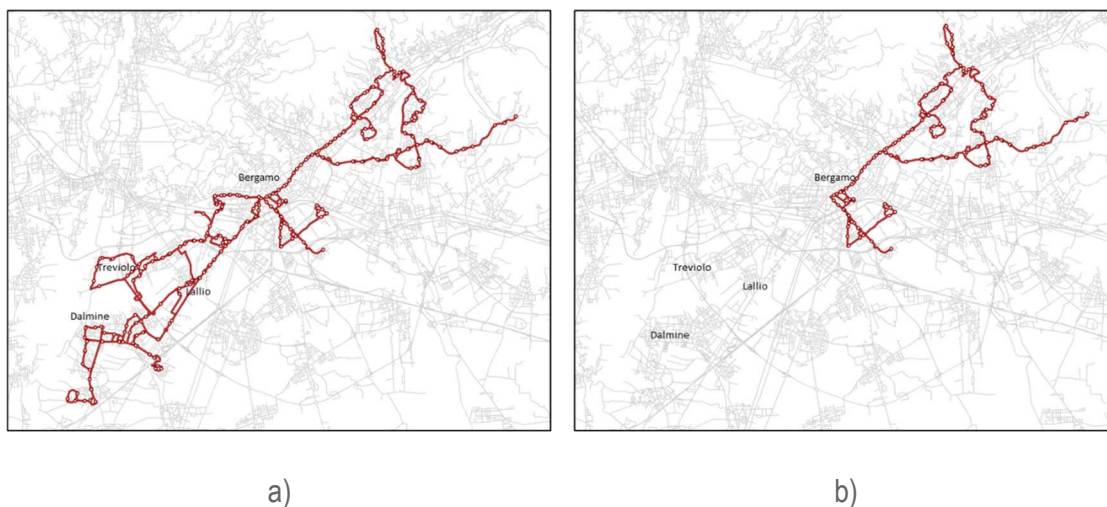 Bergamo
Treviolo
Lallio
Dalmine
Bergamo
Treviolo
Lallio
Dalmine
a)
b)